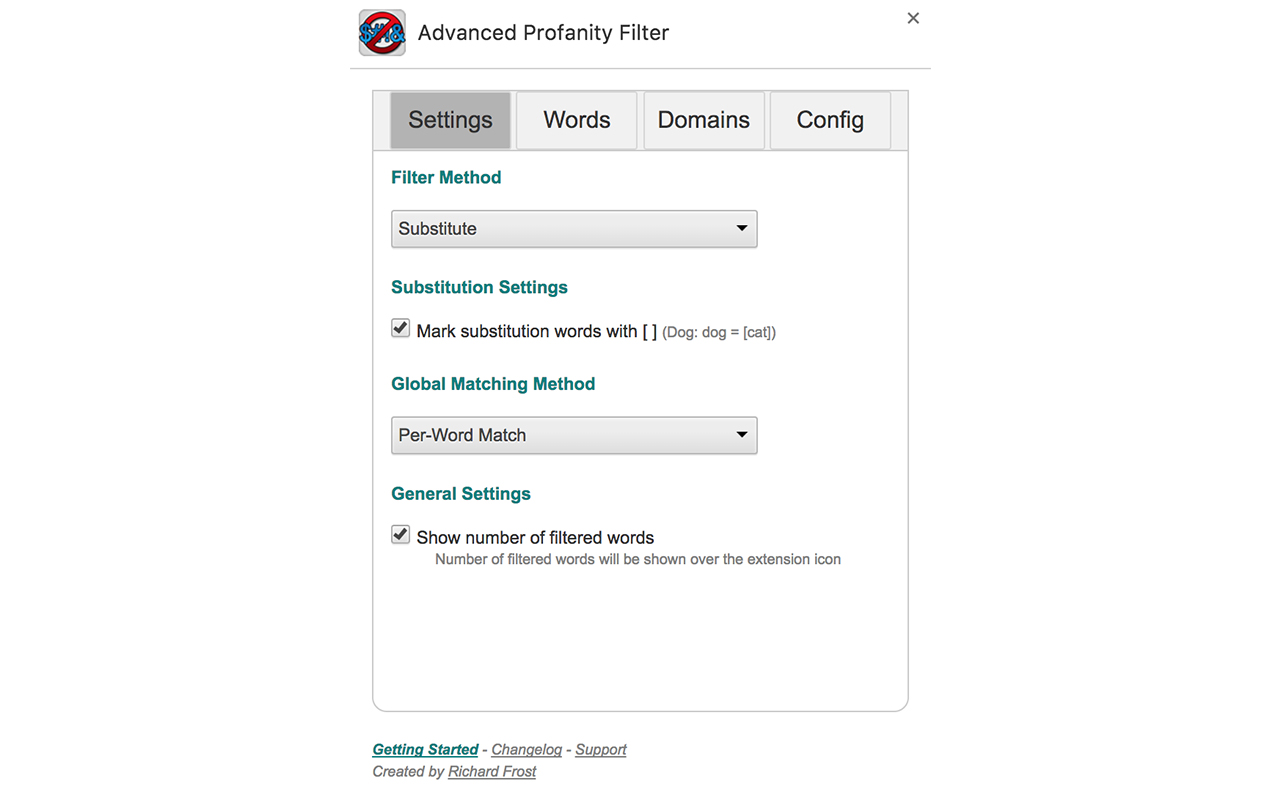 Advanced Profanity Filter
Settings Words Domains Config
Filter Method
Substitute
Substitution Settings
Mark substitution words with [ ] (Dog: dog = [cat])
Global Matching Method
Per-Word Match
General Settings
Show number of filtered words
Number of filtered words will be shown over the extension icon
Getting Started - Changelog - Support
Created by Richard Frost